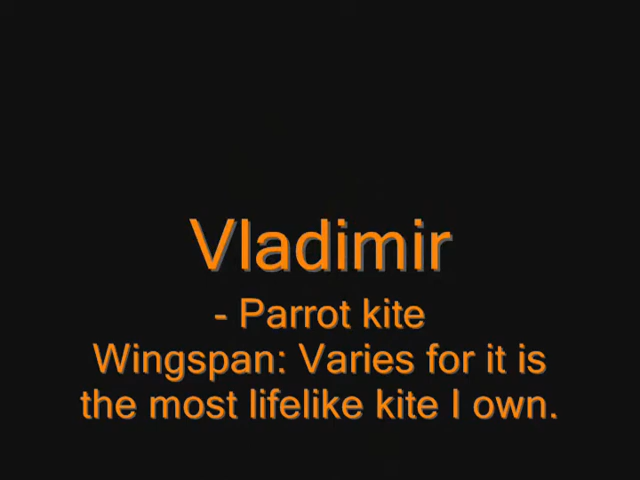 Vladimir
- Parrot kite
Wingspan: Varies for it is
the most lifelike kite I own.